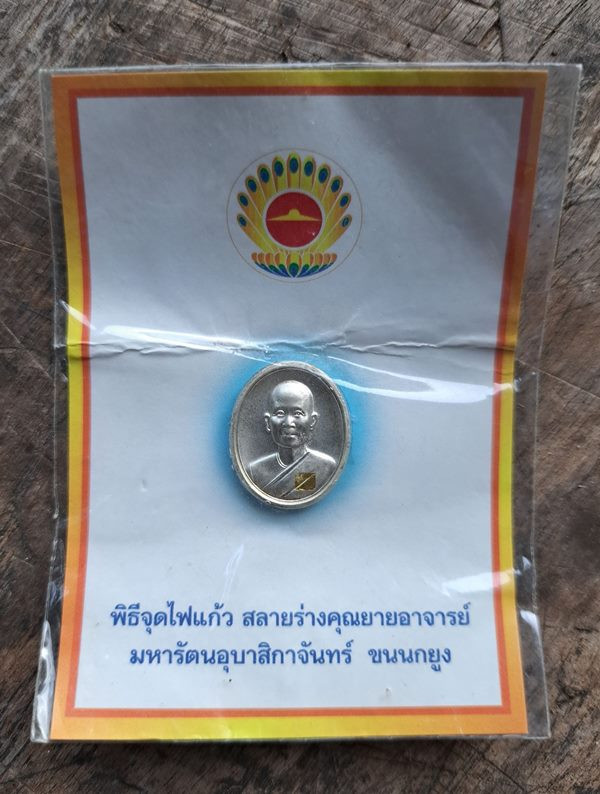 พิธีจุดไฟแก้ว สลายร่างคุณยายอาจารย์
มหารัตนอุบาสิกาจันทร์ ขนนกยูง